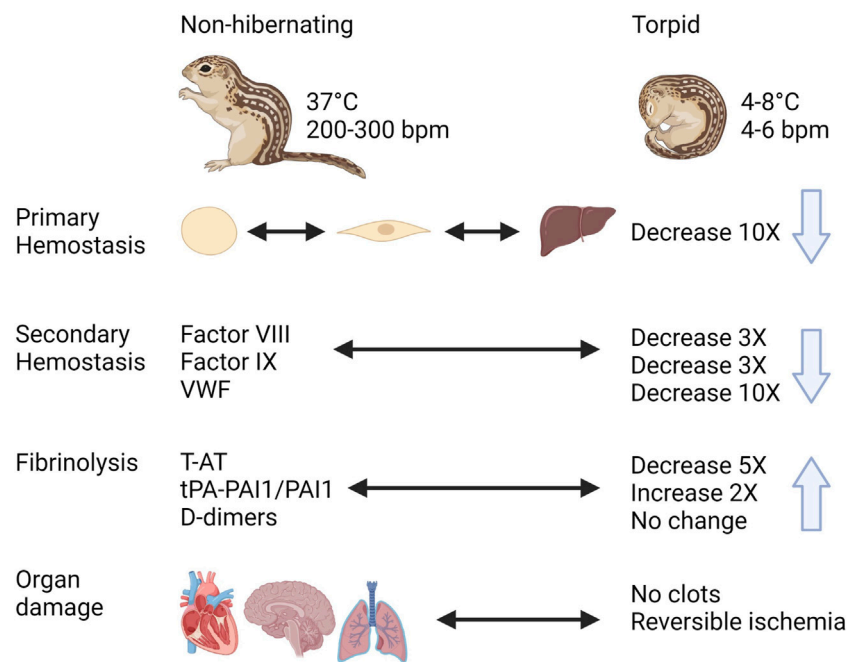 Non-hibernating
Torpid
37°C
200-300 bpm
4-8°C
4-6 bpm
Primary
Hemostasis
Decrease 10X
Secondary
Hemostasis
Factor VIII
Factor IX
VWF
Decrease 3X
Decrease 3X
Decrease 10X
Fibrinolysis
T-AT
tPA-PAI1/PAI1
D-dimers
Decrease 5X
Increase 2X
No change
Organ
damage
No clots
Reversible ischemia